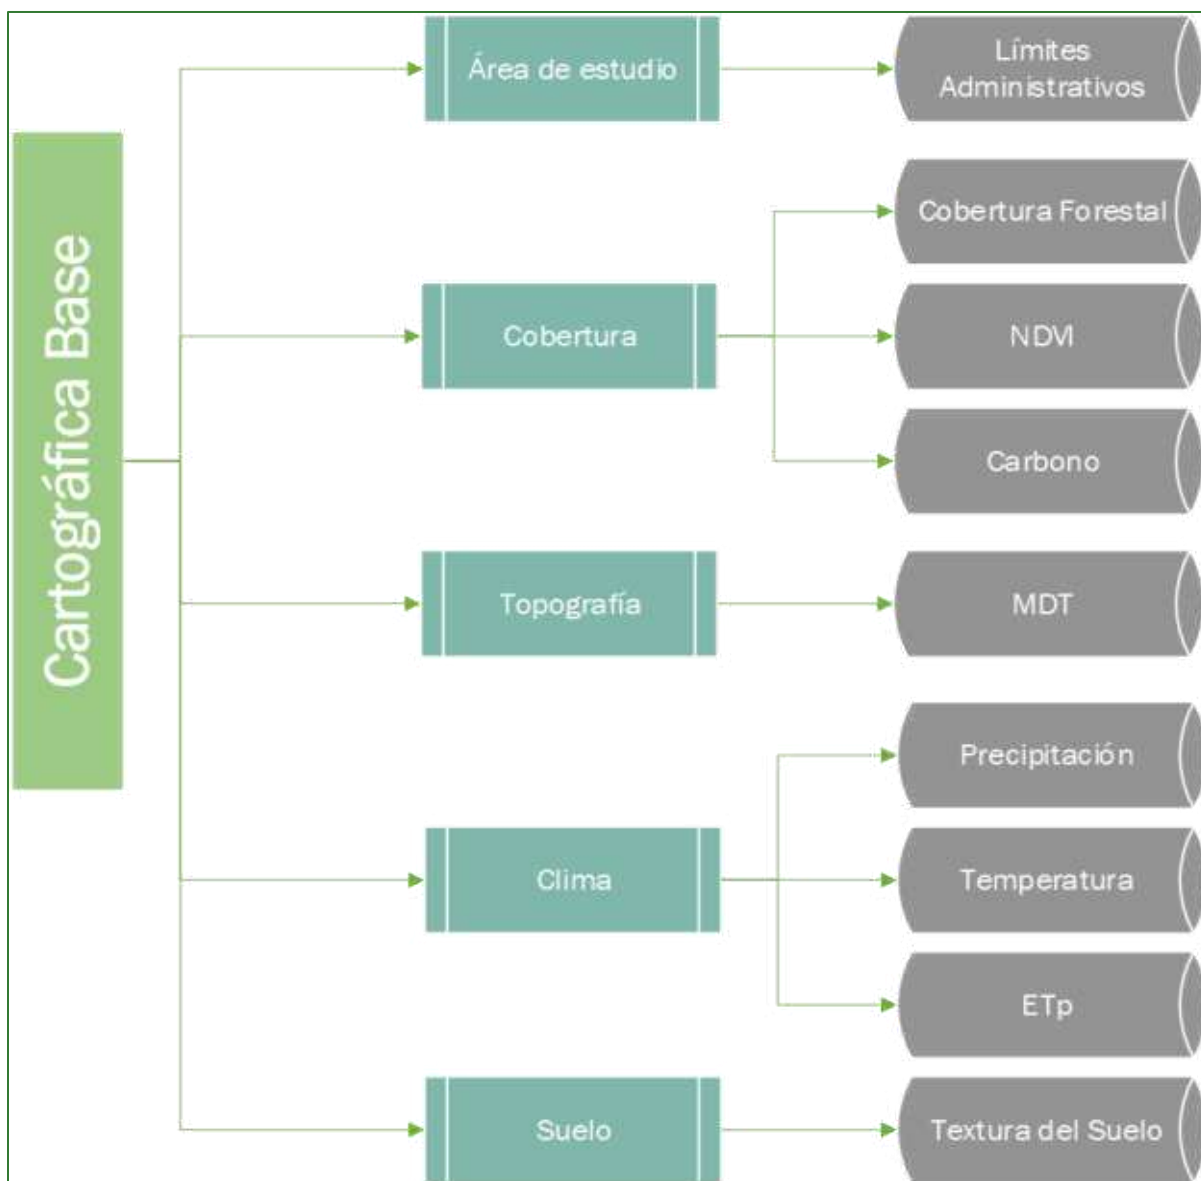 Cartográfica Base
Área de estudio
Límites
Administrativos
Cobertura
Cobertura Forestal
NDVI
Carbono
Topografía
MDT
Clima
Precipitación
Temperatura
ETp
Suelo
Textura del Suelo